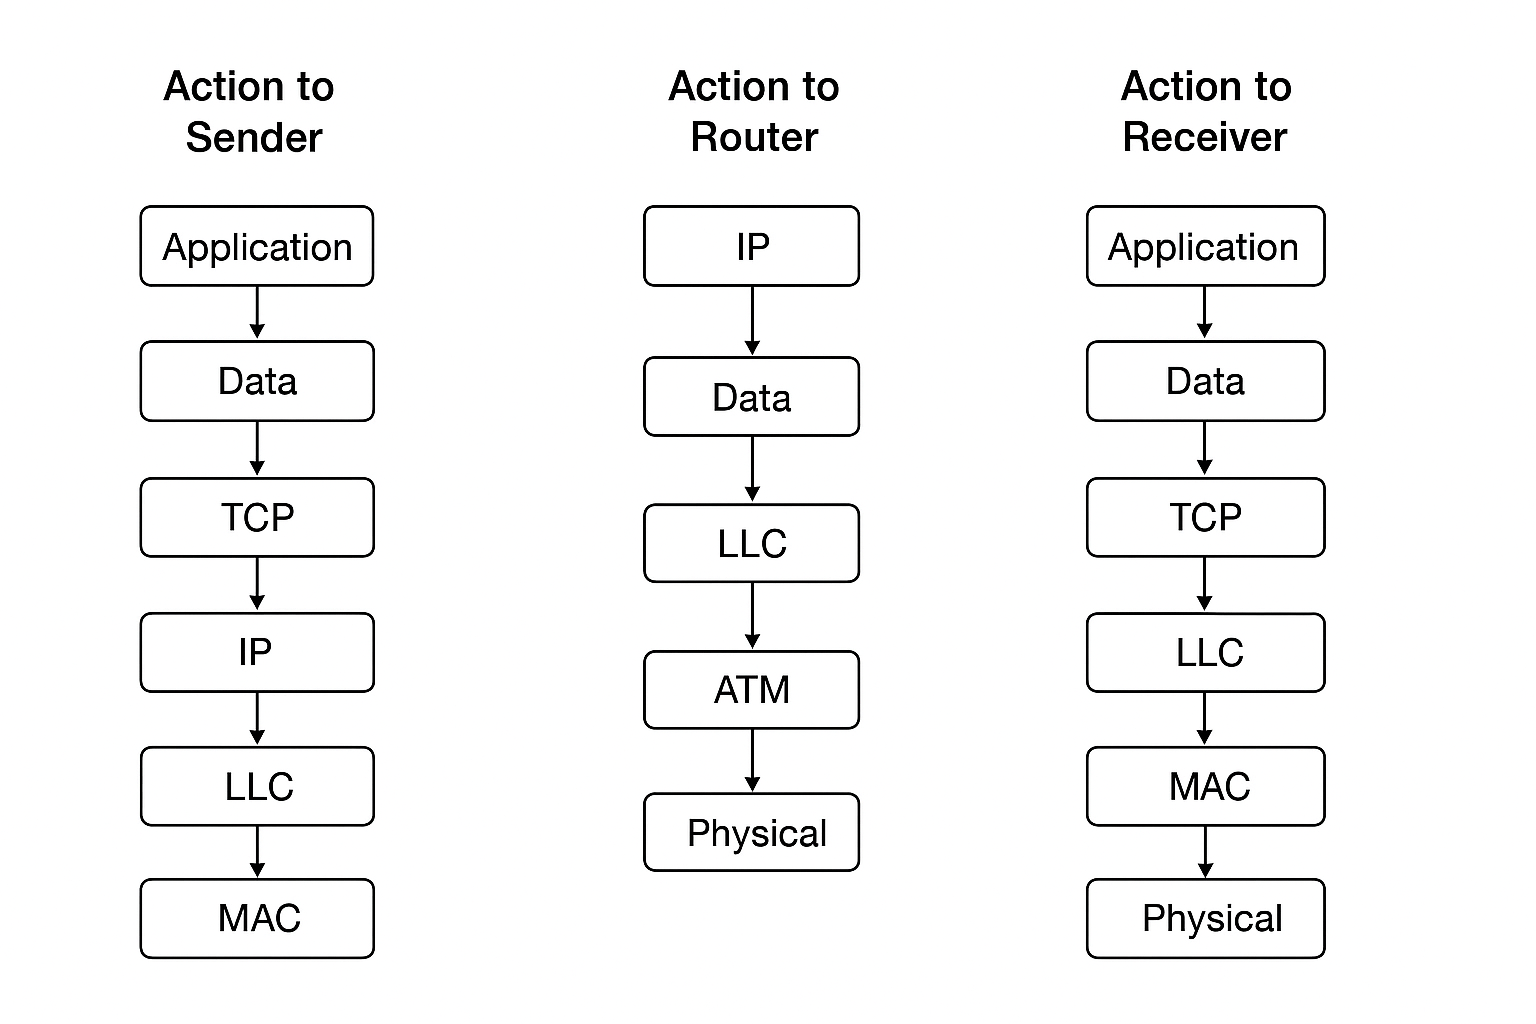 Action to
Sender
Application
Data
TCP
IP
LLC
MAC
Action to
Router
IP
Data
LLC
ATM
Physical
Action to
Receiver
Application
Data
TCP
LLC
MAC
Physical